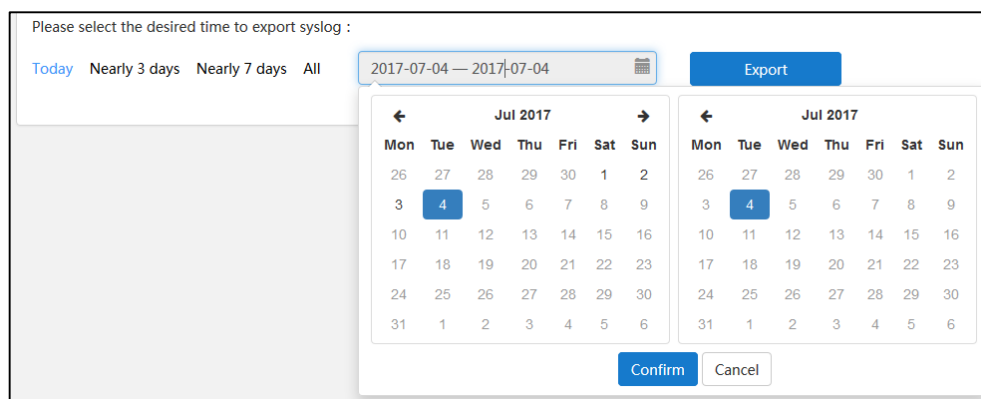 Please select the desired time to export syslog :
Today Nearly 3 days Nearly 7 days All 2017-07-04 — 2017-07-04 Export
Jul 2017 Jul 2017
Mon Tue Wed Thu Fri Sat Sun Mon Tue Wed Thu Fri Sat Sun
26 27 28 29 30 1 2 26 27 28 29 30 1 2
3 4 5 6 7 8 9 3 4 5 6 7 8 9
10 11 12 13 14 15 16 10 11 12 13 14 15 16
17 18 19 20 21 22 23 17 18 19 20 21 22 23
24 25 26 27 28 29 30 24 25 26 27 28 29 30
31 1 2 3 4 5 6 31 1 2 3 4 5 6
Confirm Cancel